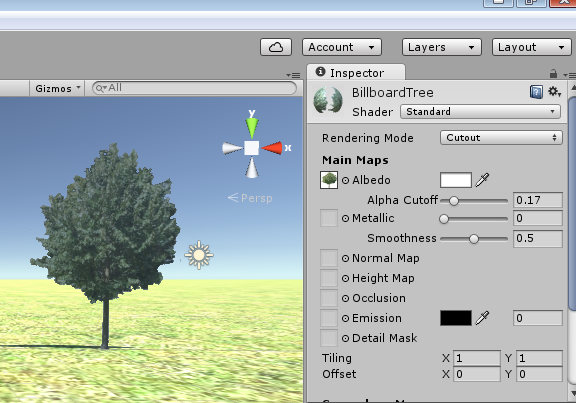 Account Layers Layout
Inspector
Gizmos All
BillboardTree
Shader Standard
y
x
Persp
Rendering Mode Cutout
Main Maps
Albedo
Alpha Cutoff 0.17
Metallic 0
Smoothness 0.5
Normal Map
Height Map
Occlusion
Emission 0
Detail Mask
Tiling X 1 Y 1
Offset X 0 Y 0